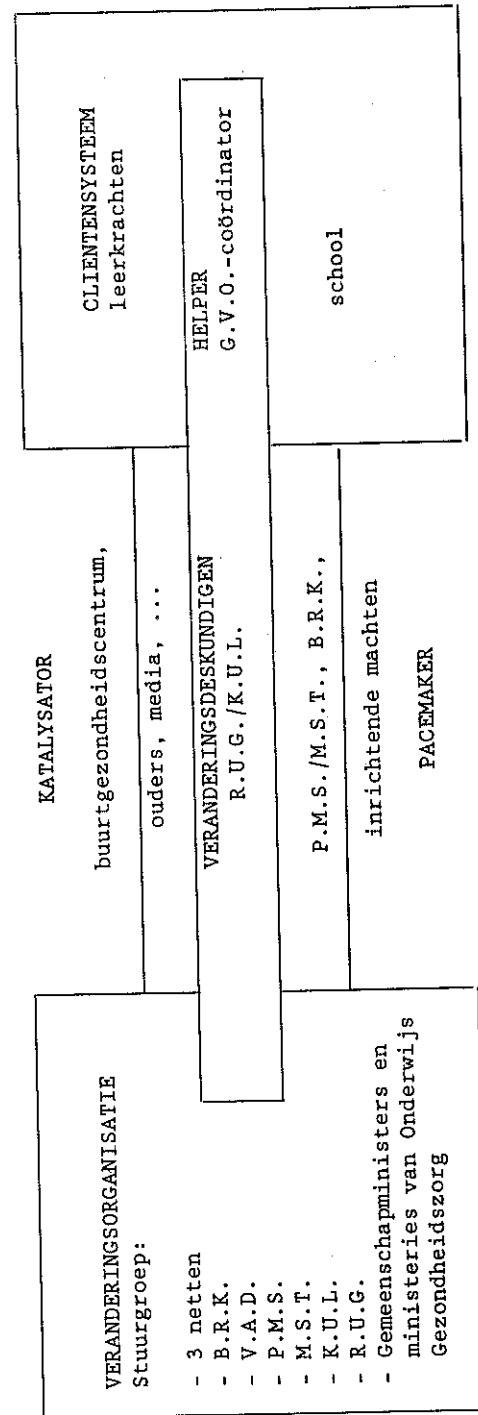 VERANDERINGSORGANISATIE
Stuurgroep:
- 3 netten
- B.R.K.
- V.A.D.
- P.M.S.
- M.S.T.
- K.U.L.
- R.U.G.
- Gemeenschapministers en
ministeries van Onderwijs
Gezondheidszorg
KATALYSATOR
buurtgezondheidscentrum,
ouders, media, ...
VERANDERINGSDESKUNDIGEN
R.U.G./K.U.L.
P.M.S./M.S.T., B.R.K.,
inrichtende machten
PACEMAKER
CLIENTENSYSTEEM
leerkrachten
HELPER
G.V.O.-coördinator
school